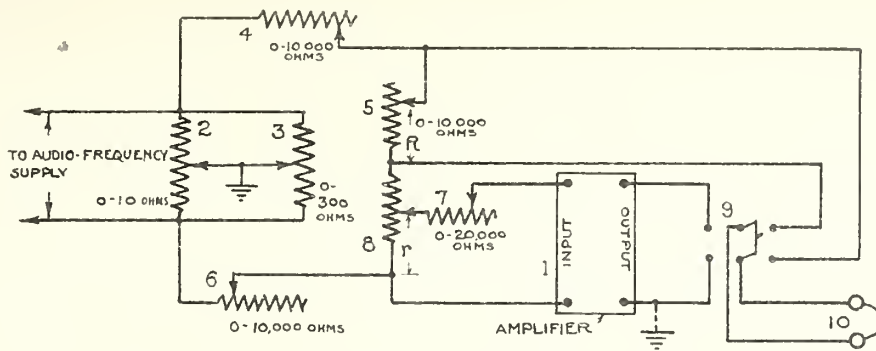 4
0-10,000
OHMS
5
0-10,000
OHMS
R
2
3
TO AUDIO-FREQUENCY
SUPPLY
0-10 OHMS
0-
300
OHMS
7
0-20,000
OHMS
8
r
INPUT
OUTPUT
1
9
6
0-10,000 OHMS
AMPLIFIER
10